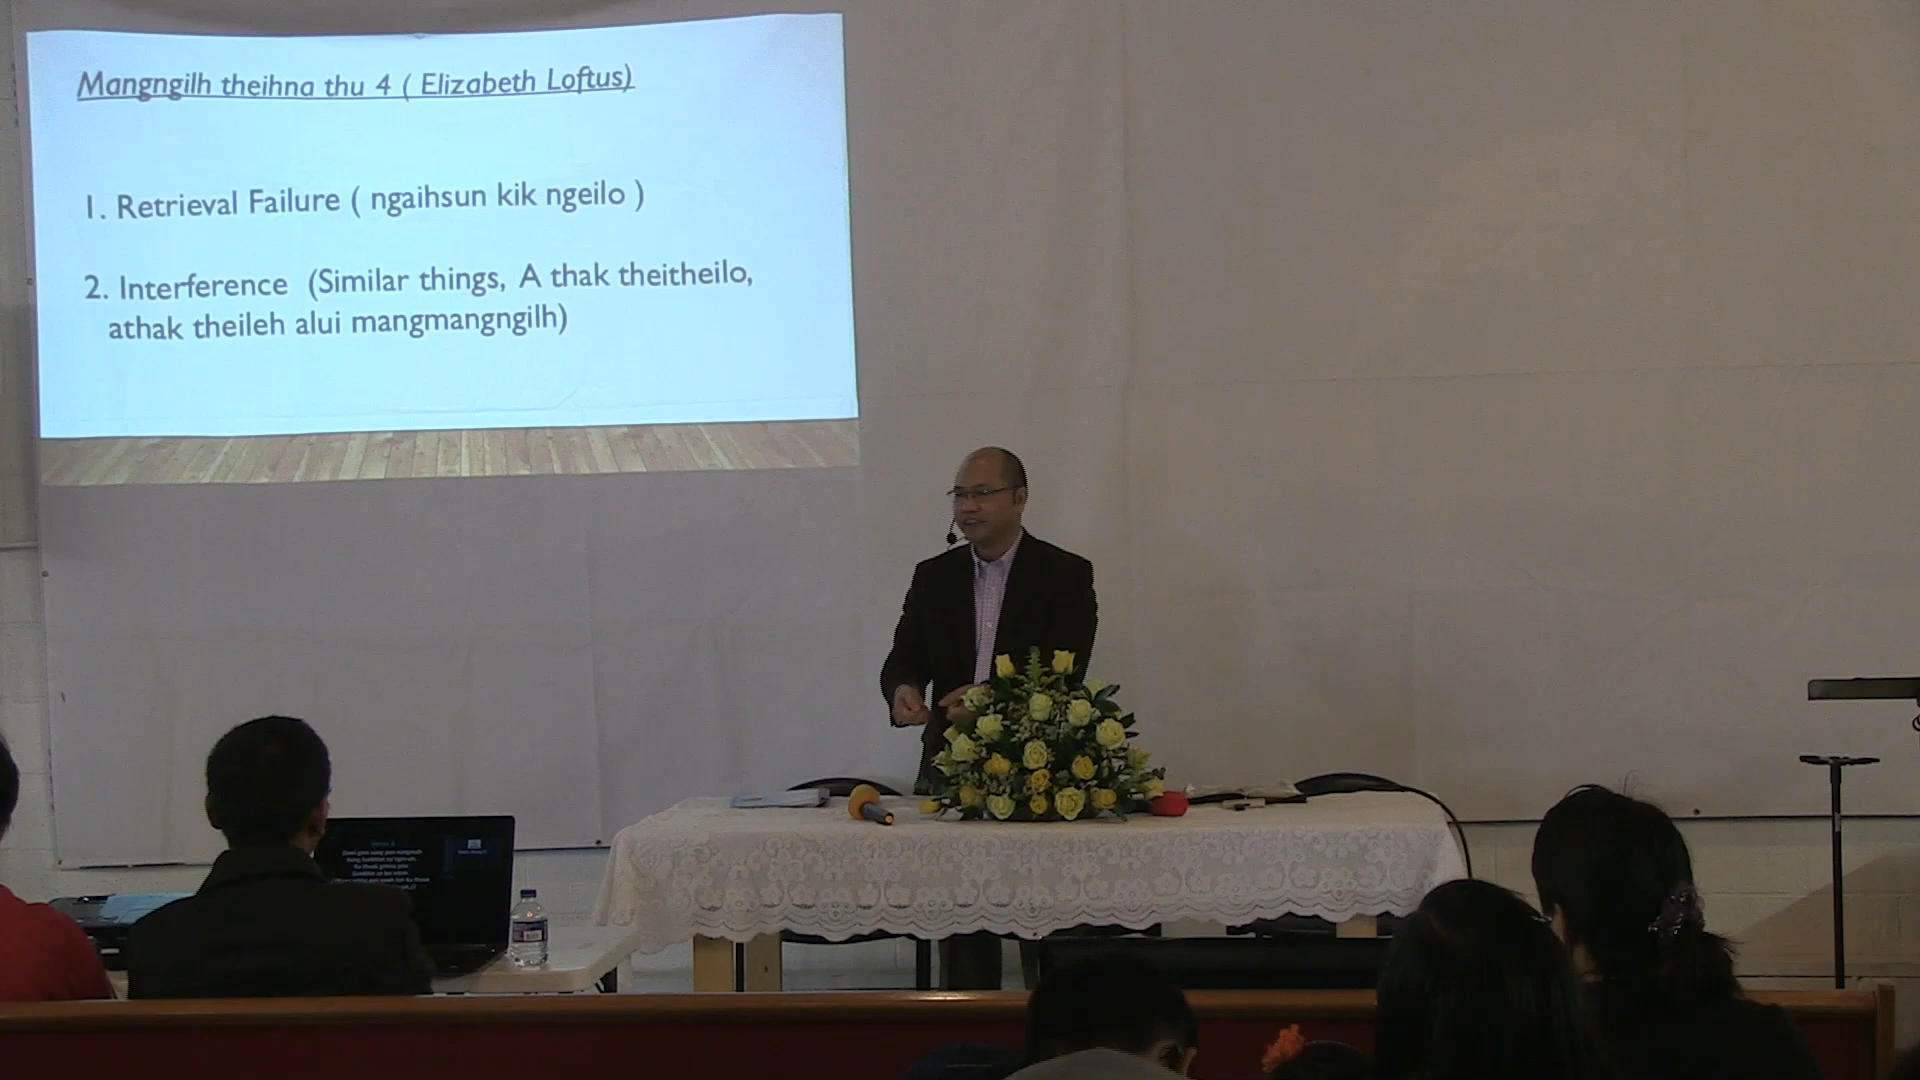 Mangngilh theihna thu 4 ( Elizabeth Loftus)
1. Retrieval Failure ( ngaihsun kik ngeilo )
2. Interference (Similar things, A thak theitheilo,
athak theileh alui mangmangngilh)